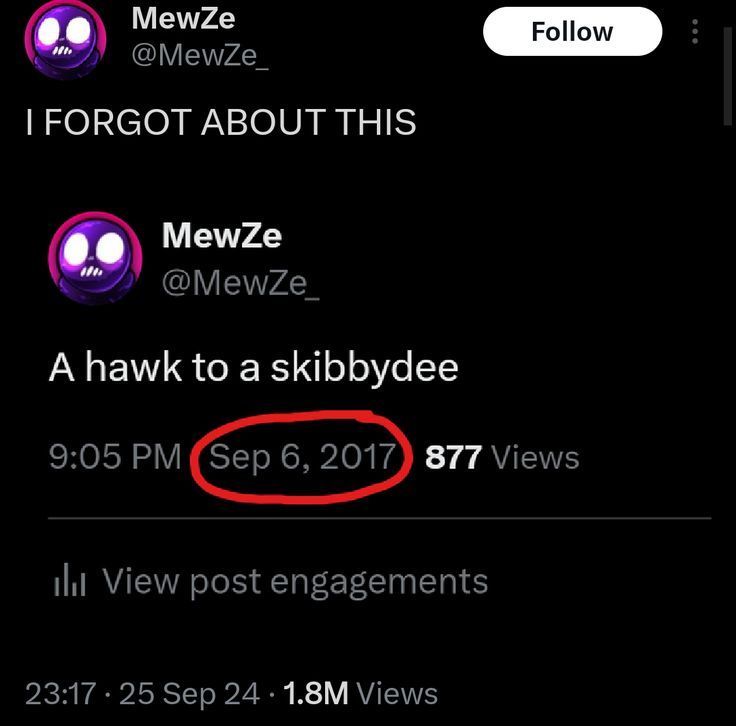 MewZe
Follow
@MewZe_
I FORGOT ABOUT THIS
MewZe
@MewZe_
A hawk to a skibbydee
9:05 PM Sep 6, 2017 877 Views
View post engagements
23:17 · 25 Sep 24 · 1.8M Views